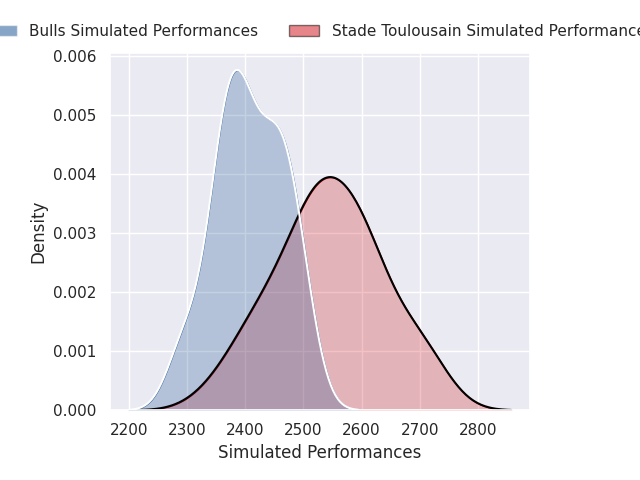 Bulls Simulated Performances
Stade Toulousain Simulated Performance
0.006
0.005
0.004
0.003
0.002
0.001
0.000
Density
2200 2300 2400 2500 2600 2700 2800
Simulated Performances